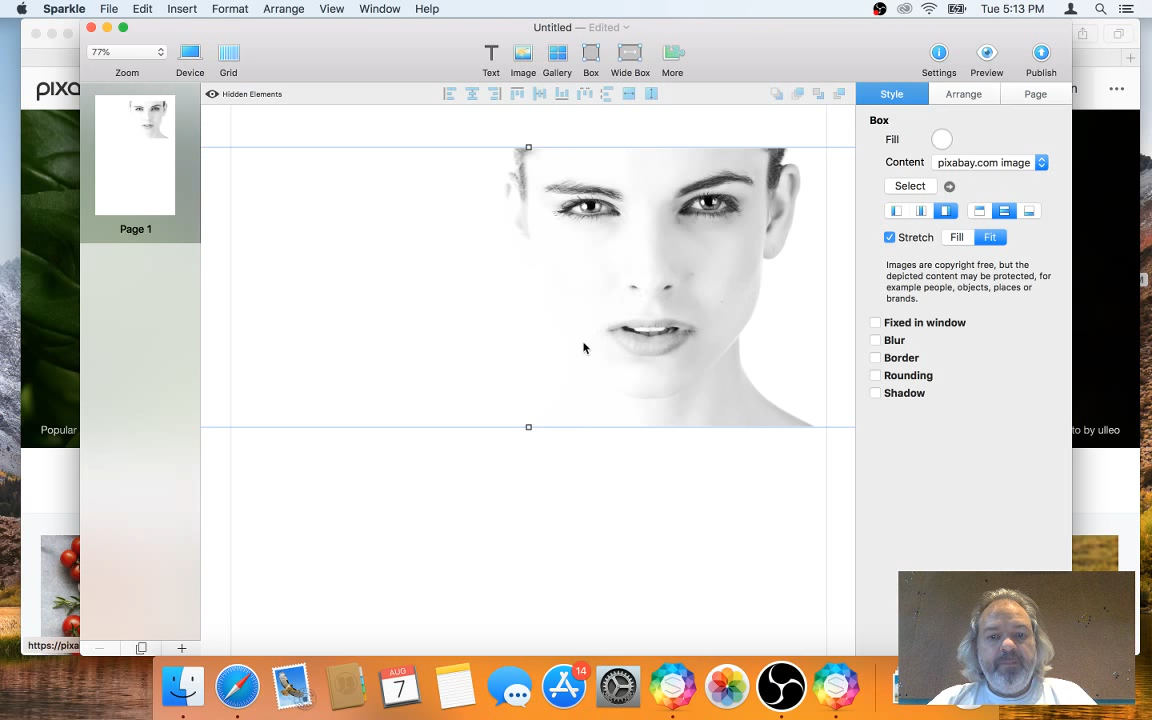 Sparkle File Edit Insert Format Arrange View Window Help Tue 5:13 PM
Untitled — Edited
77%
Zoom Device Grid Text Image Gallery Box Wide Box More Settings Preview Publish
Hidden Elements
Style Arrange Page
Page 1
Box
Fill
Content pixabay.com image
Select
Stretch Fill Fit
Images are copyright free, but the
depicted content may be protected, for
example people, objects, places or
brands.
Fixed in window
Blur
Border
Rounding
Shadow
Popular
to by ulleo
https://pixa
AUG
7
14